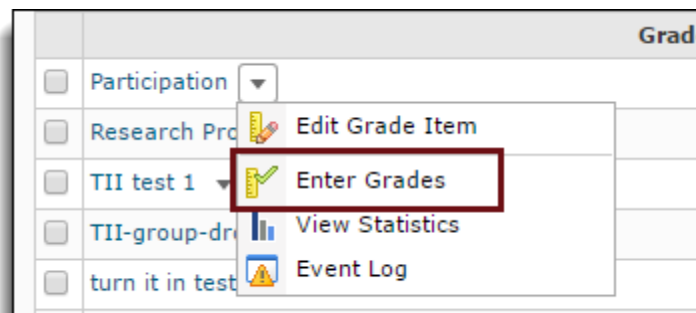 Grad
Participation
Edit Grade Item
Research Pro
Enter Grades
TII test 1
View Statistics
TII-group-dr
Event Log
turn it in test